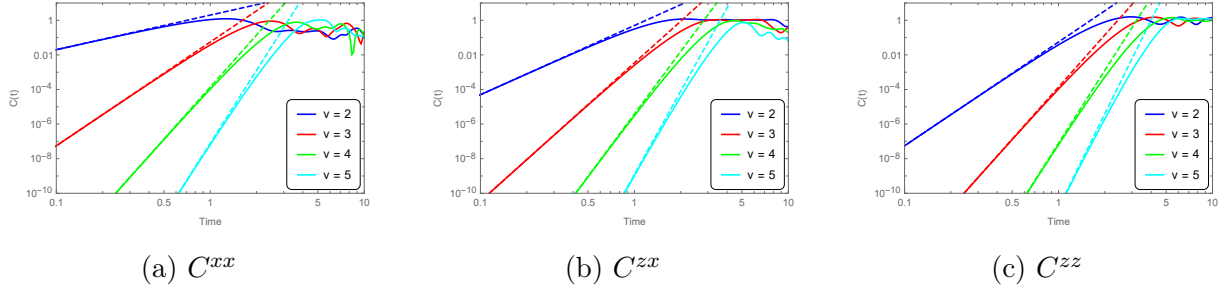 1
0.01
10⁻⁴
10⁻⁶
10⁻⁸
10⁻¹⁰
C(t)
0.1
0.5
1
5
10
Time
v = 2
v = 3
v = 4
v = 5
(a) Cˣˣ
1
0.01
10⁻⁴
10⁻⁶
10⁻⁸
10⁻¹⁰
C(t)
0.1
0.5
1
5
10
Time
v = 2
v = 3
v = 4
v = 5
(b) Cᶻˣ
1
0.01
10⁻⁴
10⁻⁶
10⁻⁸
10⁻¹⁰
C(t)
0.1
0.5
1
5
10
Time
v = 2
v = 3
v = 4
v = 5
(c) Cᶻᶻ